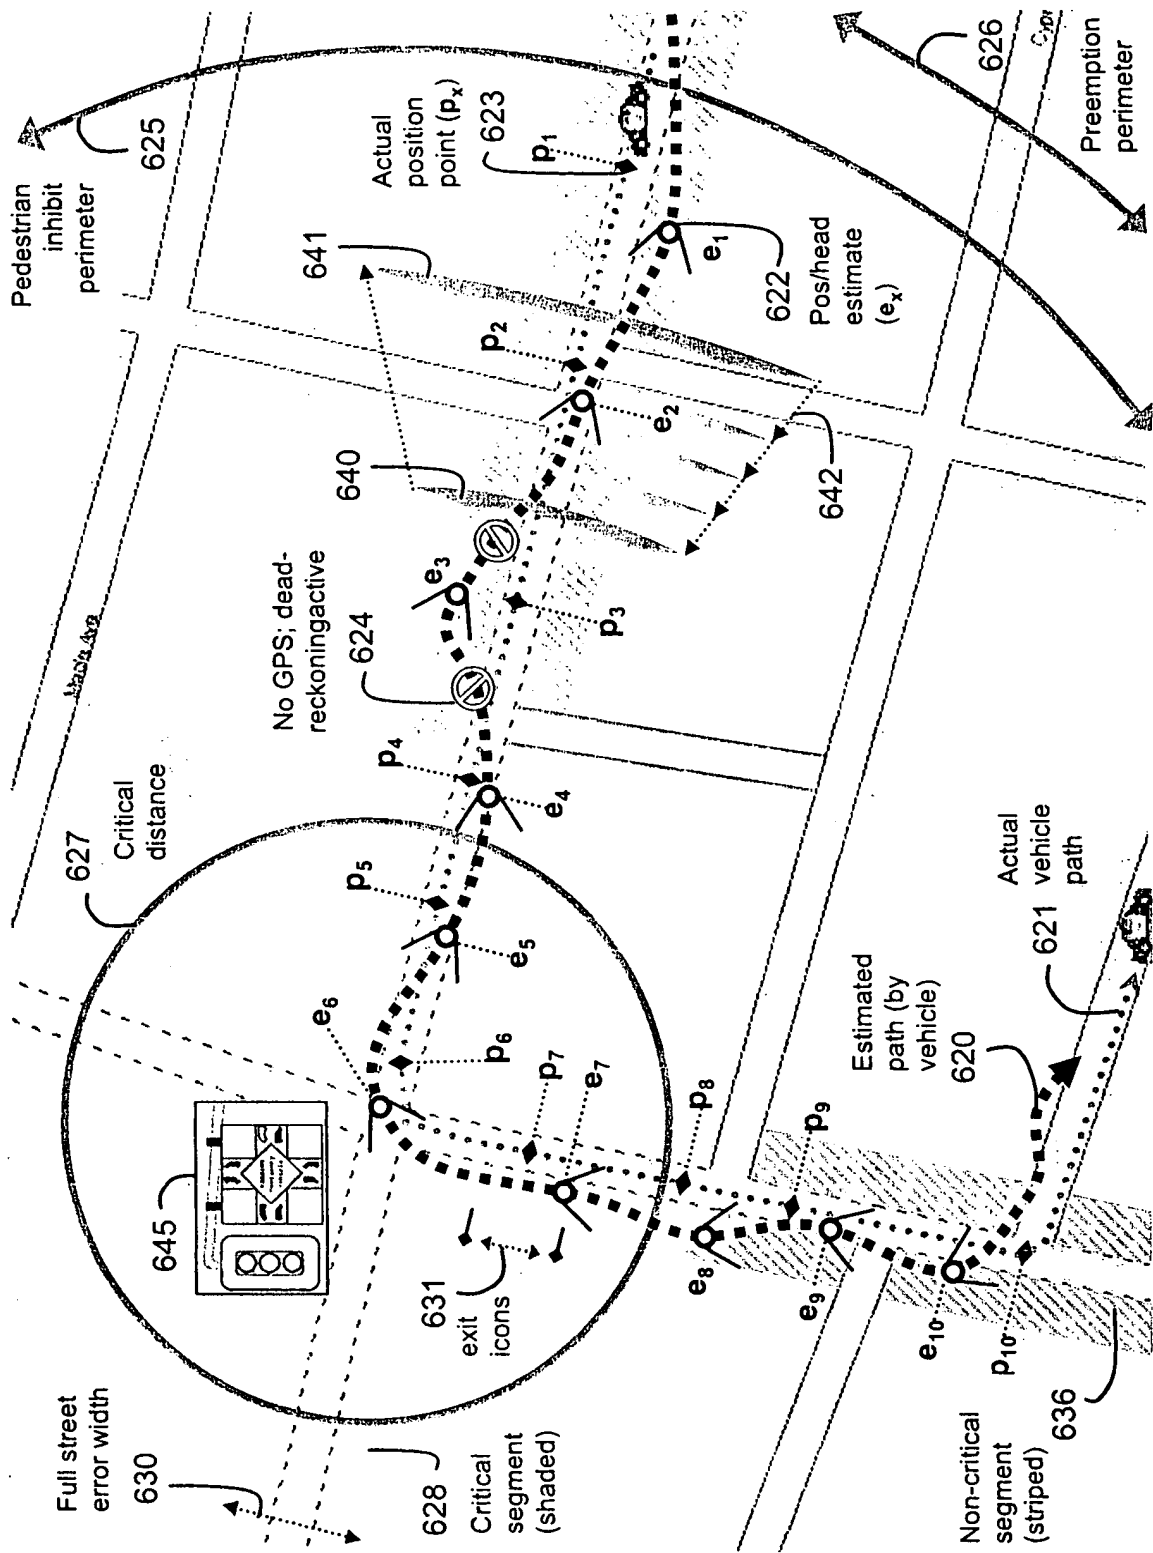 Pedestrian
inhibit
perimeter
625
Actual
position
point (pₓ)
623
p₁
626
Preemption
perimeter
641
e₁
622
Pos/head
estimate
(eₓ)
p₂
e₂
640
642
No GPS; dead-
reckoningactive
624
e₃
p₃
p₄
e₄
627
Critical
distance
p₅
e₅
e₆
p₆
p₇
e₇
p₈
p₉
Estimated
path (by
vehicle)
620
Actual
vehicle
path
621
645
631
exit
icons
e₈
e₉
e₁₀
p₁₀
Full street
error width
630
628
Critical
segment
(shaded)
Non-critical
segment
(striped)
636